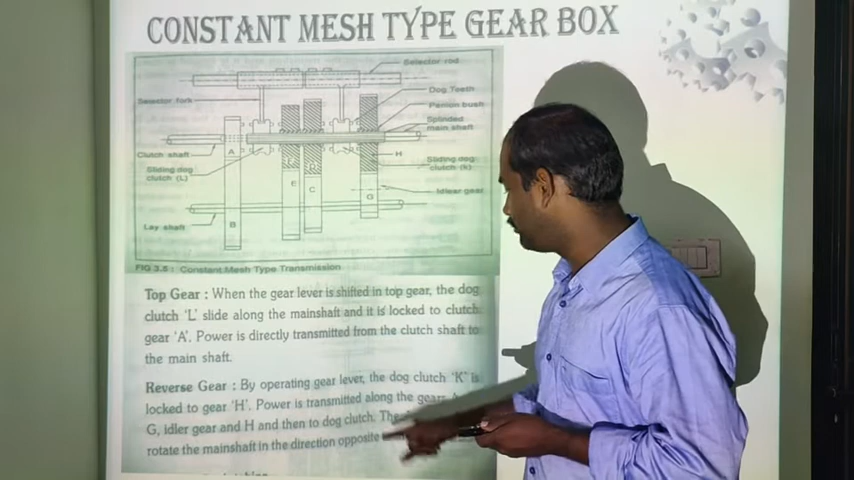 CONSTANT MESH TYPE GEAR BOX
Selector rod
Selector fork
Dog Teeth
Splinded
main shaft
A
Clutch shaft
H
Sliding dog
clutch (L)
Sliding dog
clutch (k)
E
C
G
Idlear gear
Lay shaft
B
FIG 3.5 : Constant Mesh Type Transmission
Top Gear : When the gear lever is shifted in top gear, the dog
clutch 'L' slide along the mainshaft and it is locked to clutch
gear 'A'. Power is directly transmitted from the clutch shaft to
the main shaft.
Reverse Gear : By operating gear lever, the dog clutch 'K' is
locked to gear 'H'. Power is transmitted along the gears
G, idler gear and H and then to dog clutch.
rotate the mainshaft in the direction opposite